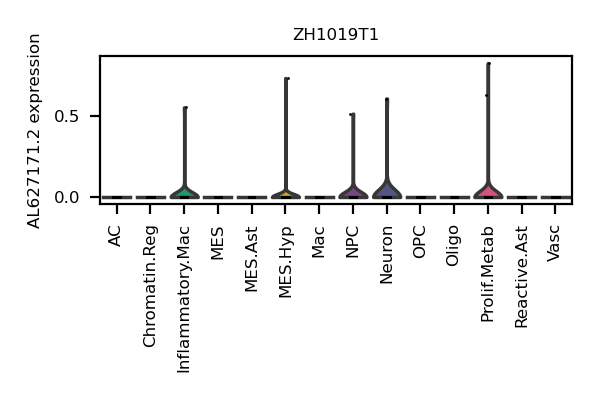 ZH1019T1
AL627171.2 expression
0.5
0.0
AC
Chromatin.Reg
Inflammatory.Mac
MES
MES.Ast
MES.Hyp
Mac
NPC
Neuron
OPC
Oligo
Prolif.Metab
Reactive.Ast
Vasc